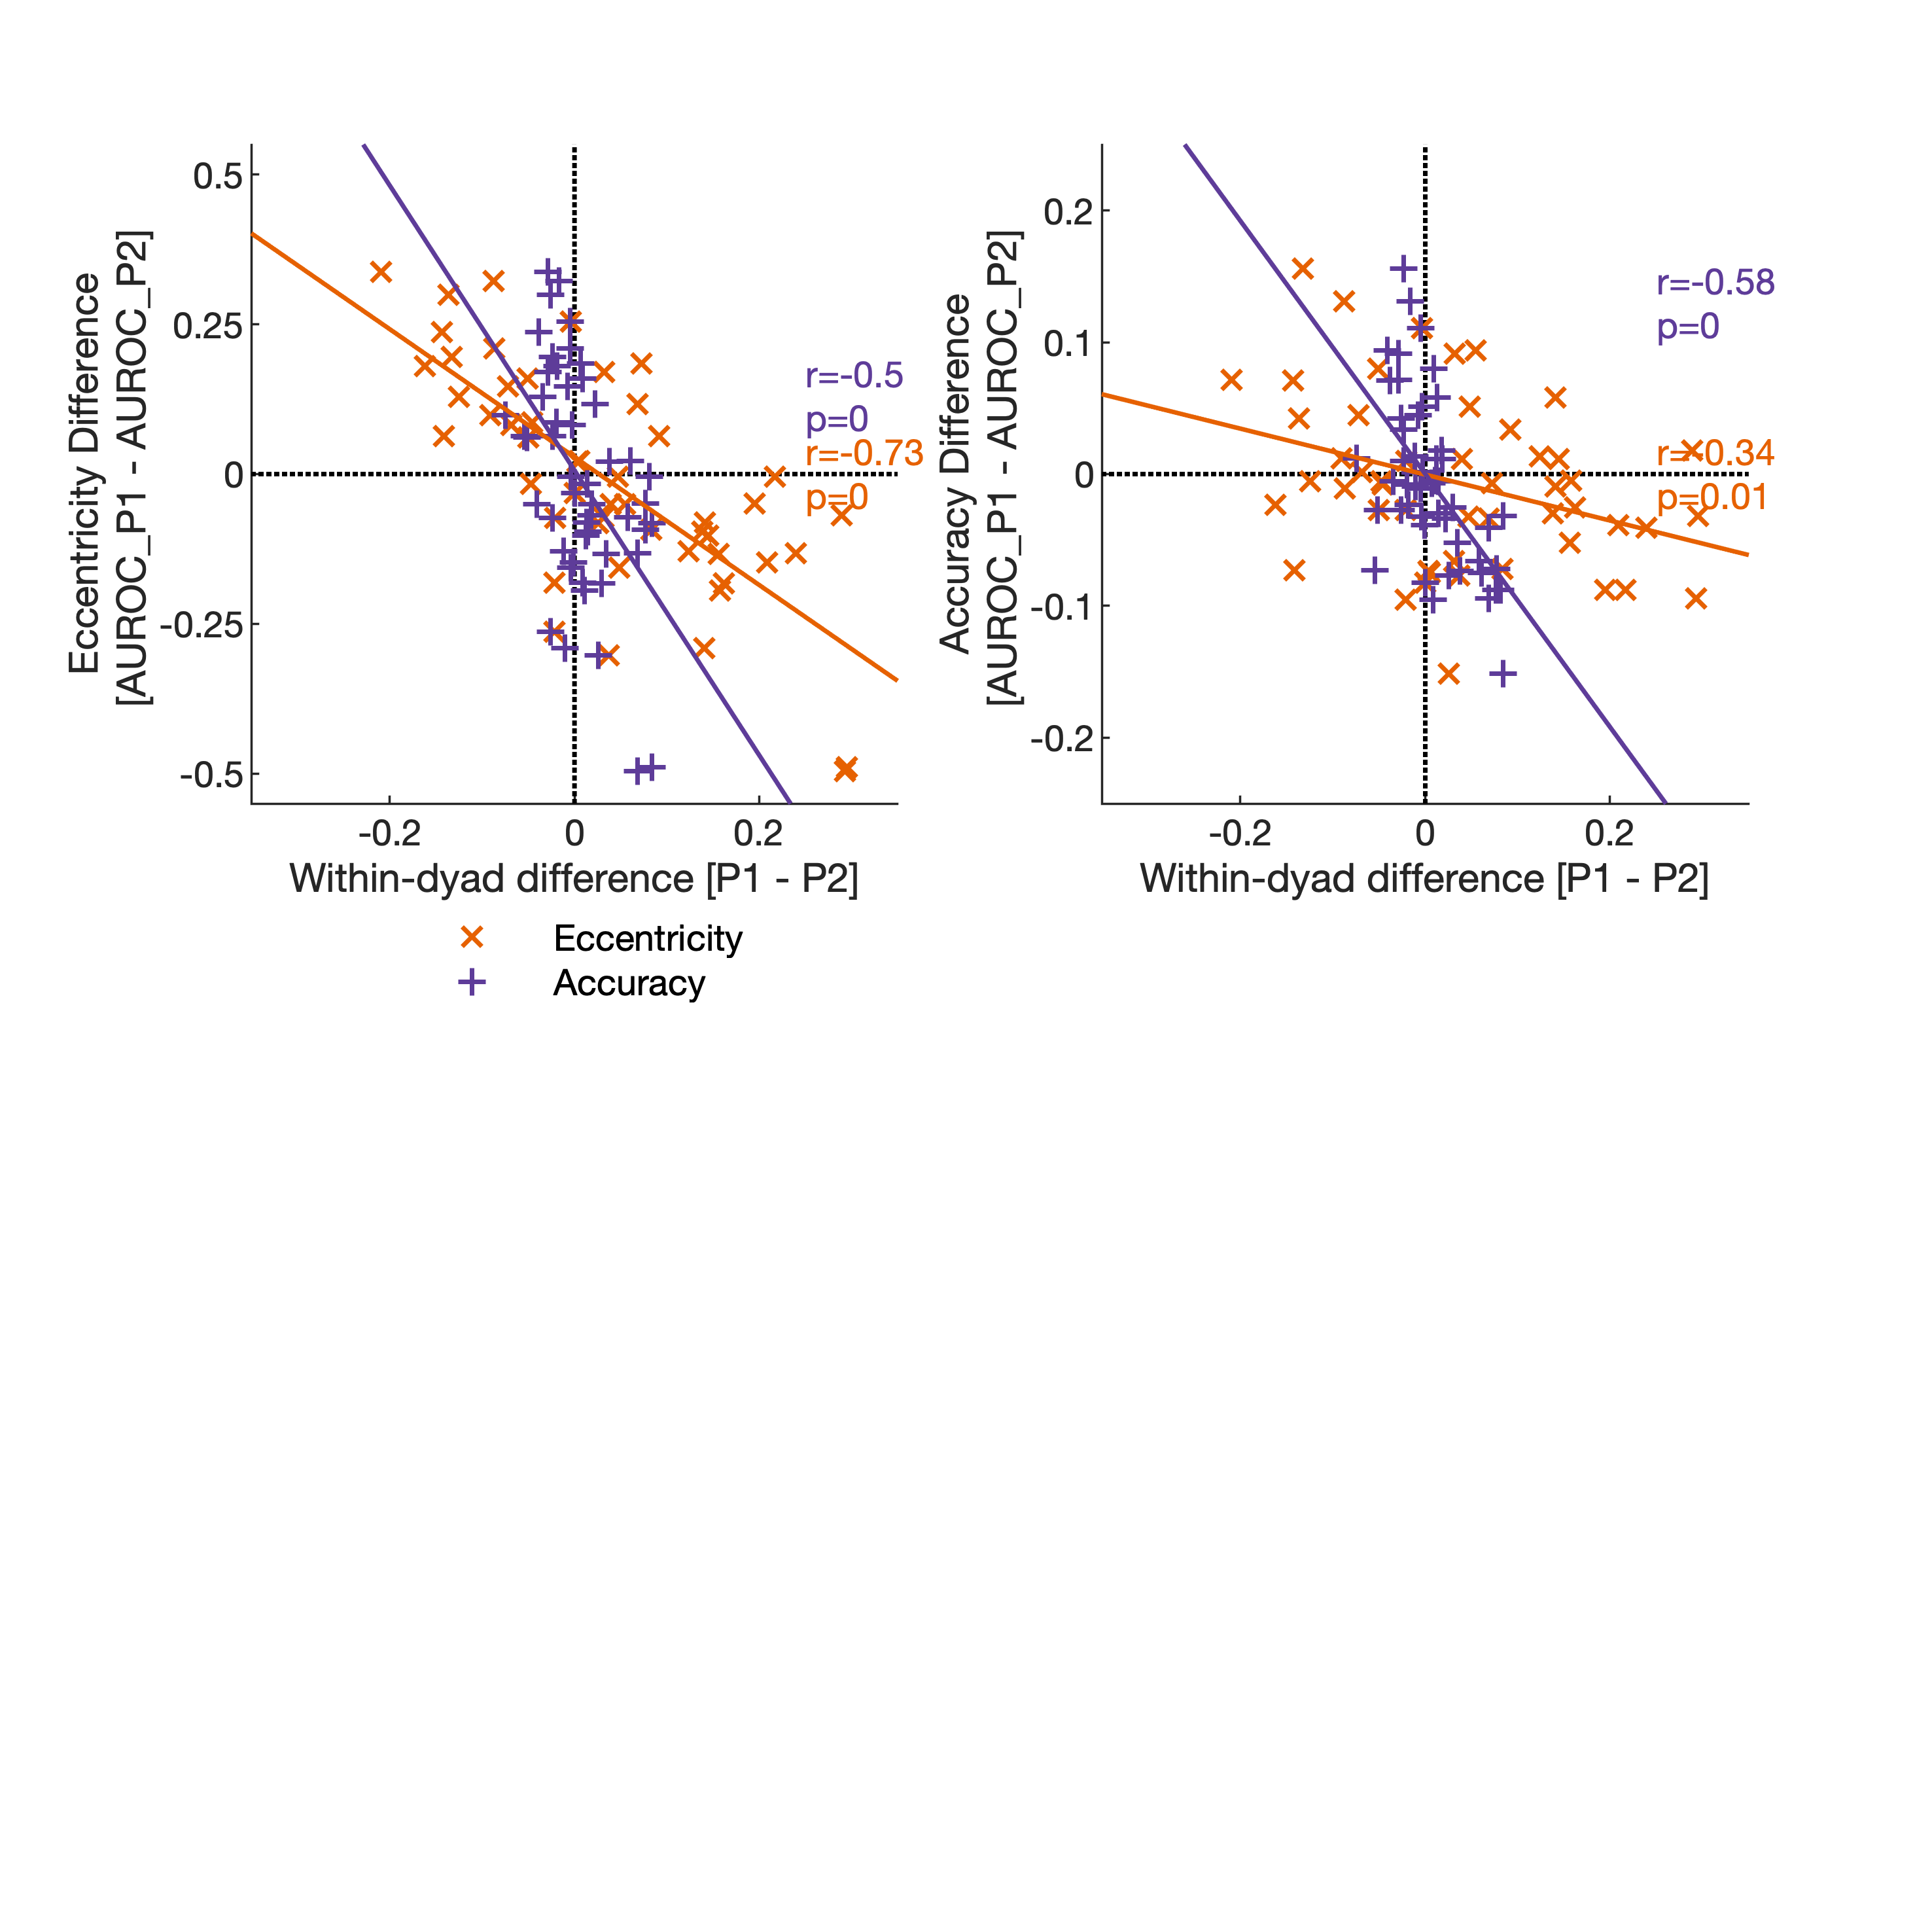 Eccentricity Difference
[AUROC_P1 - AUROC_P2]
0.5
0.25
0
-0.25
-0.5
r=-0.5
p=0
r=-0.73
p=0
-0.2
0
0.2
Within-dyad difference [P1 - P2]
Accuracy Difference
[AUROC_P1 - AUROC_P2]
0.2
0.1
0
-0.1
-0.2
r=-0.58
p=0
r=-0.34
p=0.01
-0.2
0
0.2
Within-dyad difference [P1 - P2]
Eccentricity
Accuracy